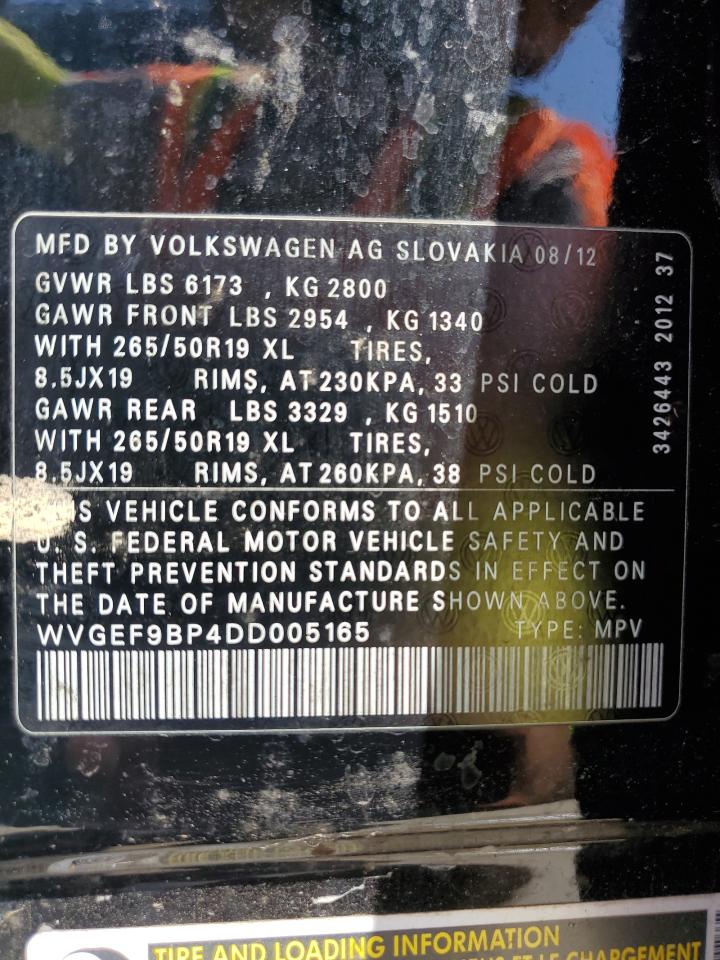 MFD BY VOLKSWAGEN AG SLOVAKIA 08/12
GVWR LBS 6173 , KG 2800
GAWR FRONT LBS 2954 , KG 1340
WITH 265/50R19 XL TIRES,
8.5JX19 RIMS, AT 230KPA, 33 PSI COLD
GAWR REAR LBS 3329 , KG 1510
WITH 265/50R19 XL TIRES,
8.5JX19 RIMS, AT 260KPA, 38 PSI COLD
3426443 2012 37
VEHICLE CONFORMS TO ALL APPLICABLE
U. S. FEDERAL MOTOR VEHICLE SAFETY AND
THEFT PREVENTION STANDARDS IN EFFECT ON
THE DATE OF MANUFACTURE SHOWN ABOVE.
WVGEF9BP4DD005165 TYPE: MPV
TIRE AND LOADING INFORMATION
ET LE CHARGEMENT